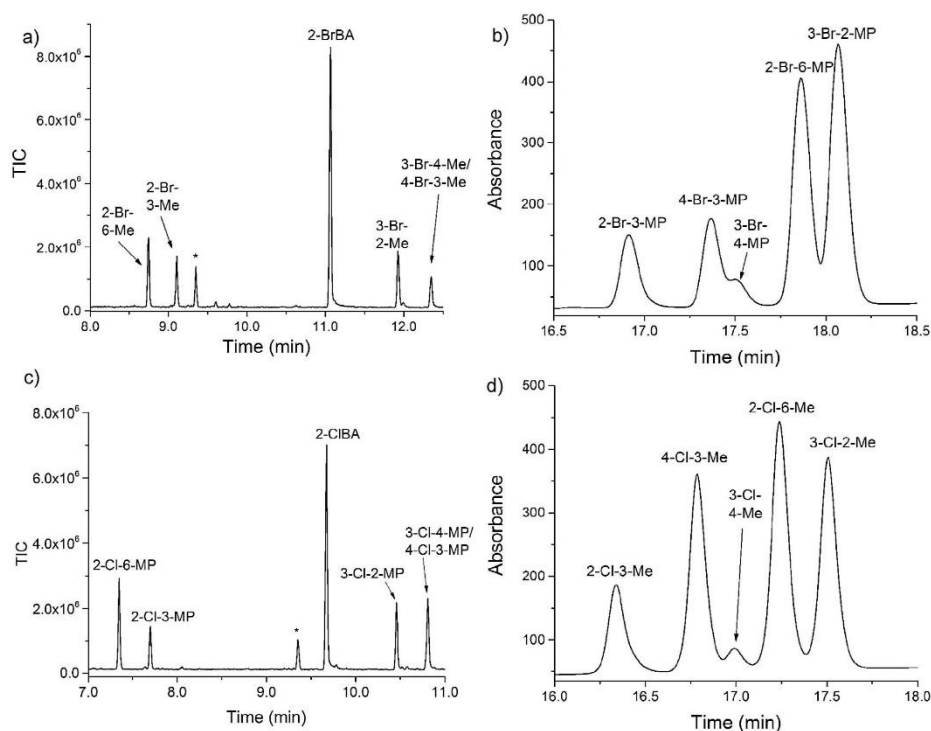 a)
2-BrBA
8.0x10⁶
6.0x10⁶
4.0x10⁶
2.0x10⁶
0.0
TIC
2-Br-
6-Me
2-Br-
3-Me
*
3-Br-4-Me/
4-Br-3-Me
3-Br-
2-Me
8.0 9.0 10.0 11.0 12.0
Time (min)
b)
500
400
300
200
100
Absorbance
2-Br-3-MP
4-Br-3-MP
3-Br-
4-MP
2-Br-6-MP
3-Br-2-MP
16.5 17.0 17.5 18.0 18.5
Time (min)
c)
8.0x10⁶
6.0x10⁶
4.0x10⁶
2.0x10⁶
0.0
TIC
2-ClBA
2-Cl-6-MP
2-Cl-3-MP
*
3-Cl-2-MP
3-Cl-4-MP/
4-Cl-3-MP
7.0 8.0 9.0 10.0 11.0
Time (min)
d)
500
400
300
200
100
Absorbance
2-Cl-3-Me
4-Cl-3-Me
3-Cl-
4-Me
2-Cl-6-Me
3-Cl-2-Me
16.0 16.5 17.0 17.5 18.0
Time (min)